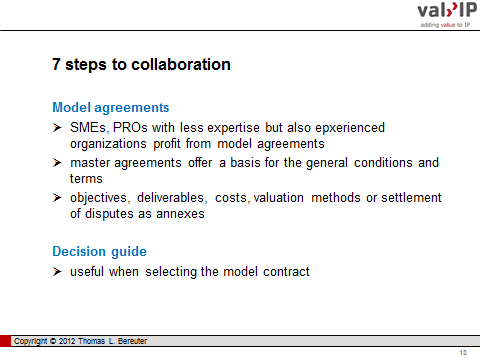 val>>IP
adding value to IP
7 steps to collaboration
Model agreements
➢ SMEs, PROs with less expertise but also epxerienced
organizations profit from model agreements
➢ master agreements offer a basis for the general conditions and
terms
➢ objectives, deliverables, costs, valuation methods or settlement
of disputes as annexes
Decision guide
➢ useful when selecting the model contract
Copyright © 2012 Thomas L. Bereuter
18